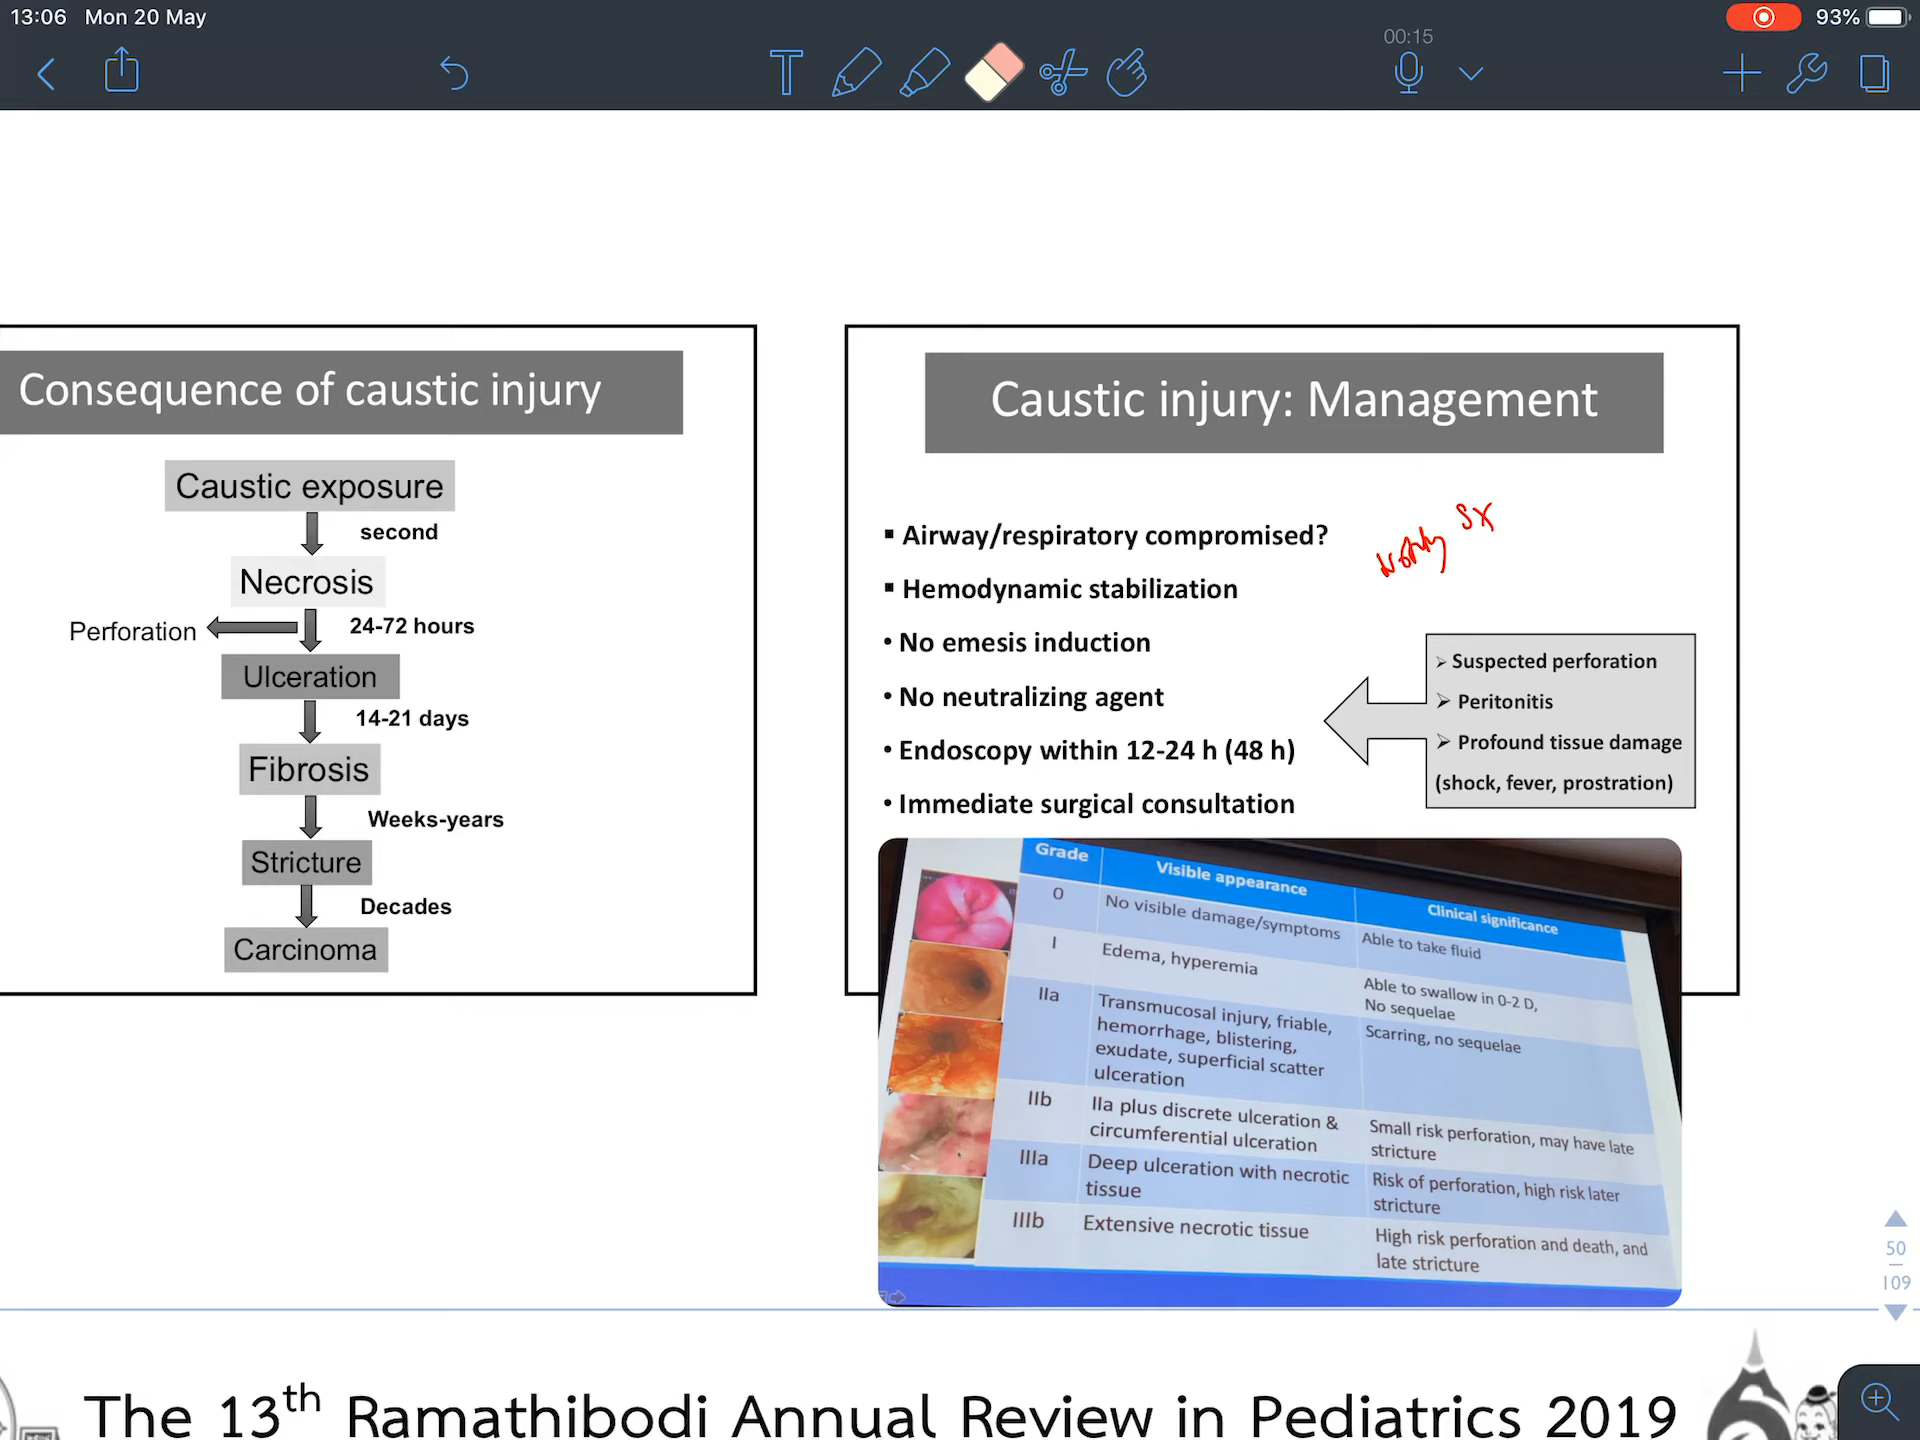 13:06 Mon 20 May
93%
00:15
Consequence of caustic injury
Caustic exposure
second
Necrosis
Perforation
24-72 hours
Ulceration
14-21 days
Fibrosis
Weeks-years
Stricture
Decades
Carcinoma
Caustic injury: Management
▪ Airway/respiratory compromised?
Notify Sx
▪ Hemodynamic stabilization
• No emesis induction
• No neutralizing agent
• Endoscopy within 12-24 h (48 h)
• Immediate surgical consultation
➢ Suspected perforation
➢ Peritonitis
➢ Profound tissue damage
(shock, fever, prostration)
Grade Visible appearance Clinical significance
0 No visible damage/symptoms Able to take fluid
I Edema, hyperemia Able to swallow in 0-2 D,
No sequelae
IIa Transmucosal injury, friable, Scarring, no sequelae
hemorrhage, blistering,
exudate, superficial scatter
ulceration
IIb IIa plus discrete ulceration & Small risk perforation, may have late
circumferential ulceration stricture
IIIa Deep ulceration with necrotic Risk of perforation, high risk later
tissue stricture
IIIb Extensive necrotic tissue High risk perforation and death, and
late stricture
50
109
The 13th Ramathibodi Annual Review in Pediatrics 2019